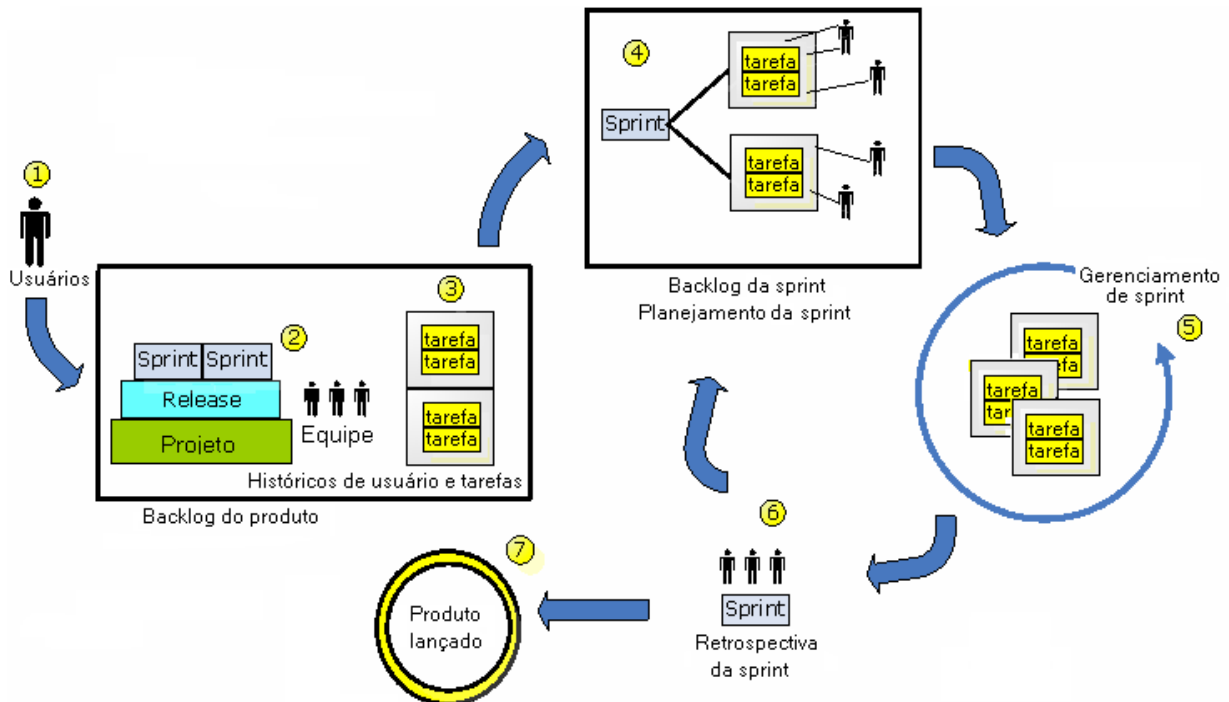 1
Usuários
2
Sprint Sprint
Release
Projeto
Equipe
3
tarefa
tarefa
tarefa
tarefa
Históricos de usuário e tarefas
Backlog do produto
4
Sprint
tarefa
tarefa
tarefa
tarefa
Backlog da sprint
Planejamento da sprint
Gerenciamento
de sprint
5
tarefa
tarefa
tarefa
tarefa
tarefa
6
Sprint
Retrospectiva
da sprint
7
Produto
lançado